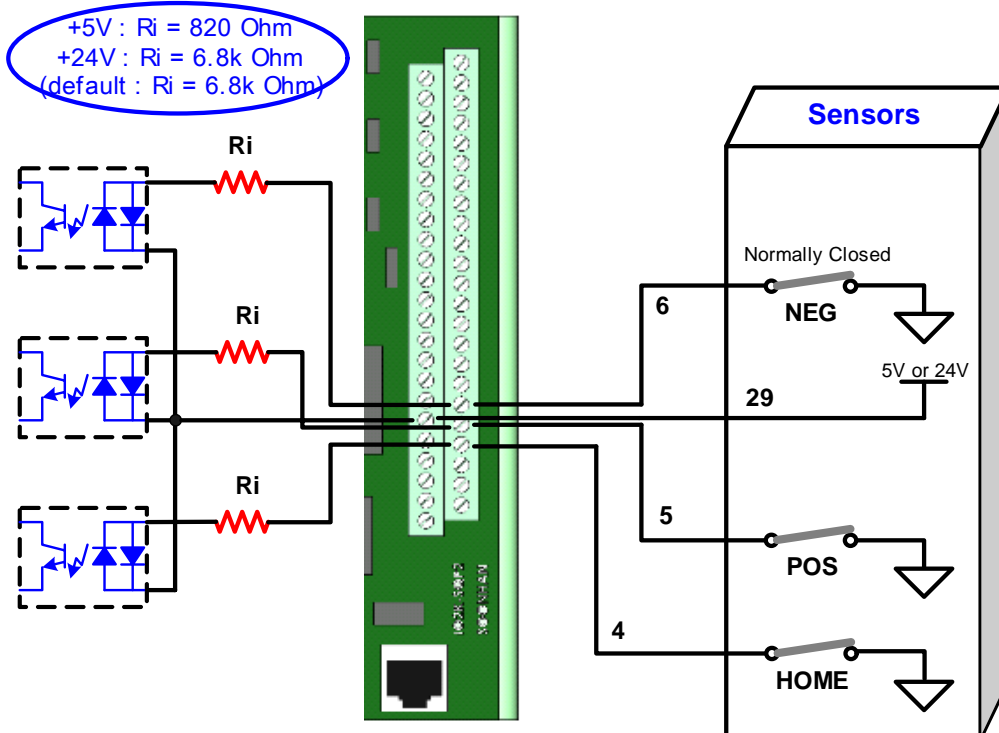 +5V : Ri = 820 Ohm
+24V : Ri = 6.8k Ohm
(default : Ri = 6.8k Ohm)
Sensors
Ri
Normally Closed
6
NEG
Ri
5V or 24V
29
Ri
5
POS
4
HOME